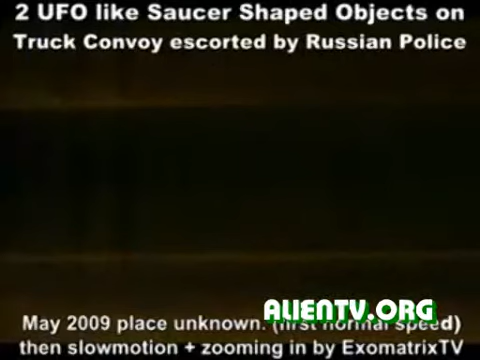 2 UFO like Saucer Shaped Objects on
Truck Convoy escorted by Russian Police
ALIENTV.ORG
May 2009 place unknown. (first normal speed)
then slowmotion + zooming in by ExomatrixTV